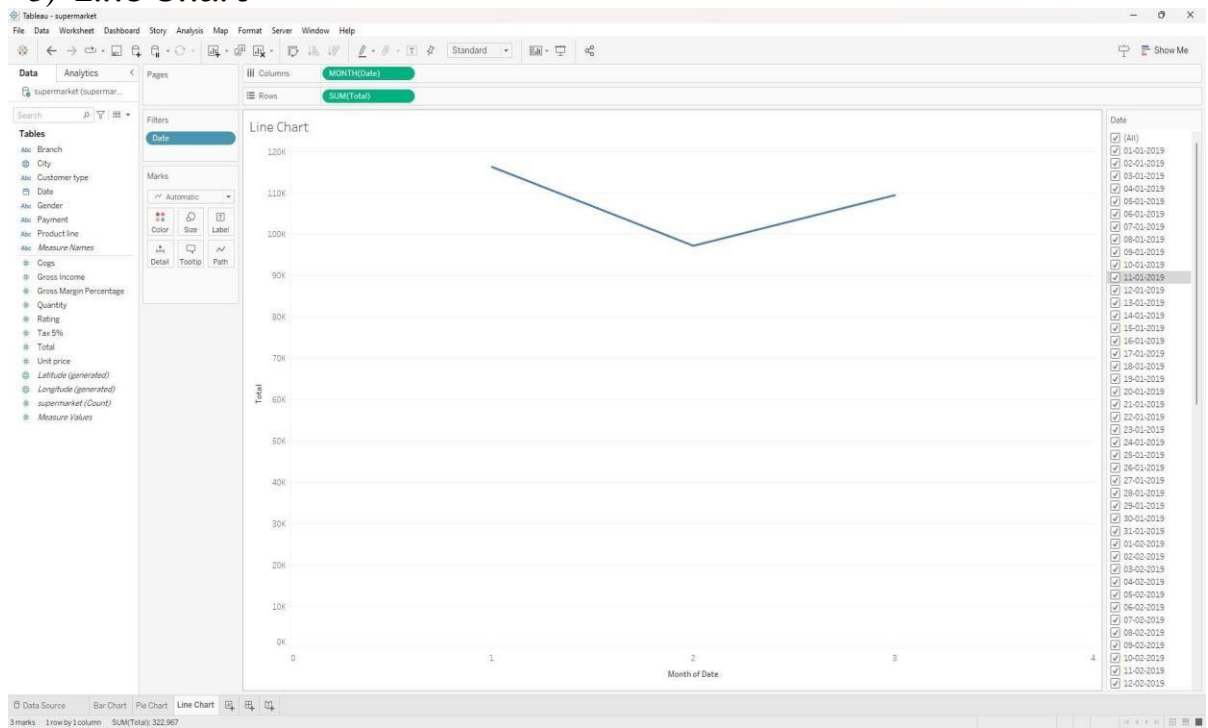 3) Line Chart
Tableau - supermarket
File Data Worksheet Dashboard Story Analysis Map Format Server Window Help
Standard
Show Me
Data Analytics
supermarket (supermar...
Search
Tables
Abc Branch
City
Abc Customer type
Date
Abc Gender
Abc Payment
Abc Product line
Abc Measure Names
# Cogs
# Gross Income
# Gross Margin Percentage
# Quantity
# Rating
# Tax 5%
# Total
# Unit price
Latitude (generated)
Longitude (generated)
# supermarket (Count)
# Measure Values
Pages
Filters
Date
Marks
Automatic
Color Size Label
Detail Tooltip Path
Columns MONTH(Date)
Rows SUM(Total)
Line Chart
120K
110K
100K
90K
80K
70K
60K
50K
40K
30K
20K
10K
0K
Total
0 1 2 3 4
Month of Date
Date
(All)
01-01-2019
02-01-2019
03-01-2019
04-01-2019
05-01-2019
06-01-2019
07-01-2019
08-01-2019
09-01-2019
10-01-2019
11-01-2019
12-01-2019
13-01-2019
14-01-2019
15-01-2019
16-01-2019
17-01-2019
18-01-2019
19-01-2019
20-01-2019
21-01-2019
22-01-2019
23-01-2019
24-01-2019
25-01-2019
26-01-2019
27-01-2019
28-01-2019
29-01-2019
30-01-2019
31-01-2019
01-02-2019
02-02-2019
03-02-2019
04-02-2019
05-02-2019
06-02-2019
07-02-2019
08-02-2019
09-02-2019
10-02-2019
11-02-2019
12-02-2019
Data Source Bar Chart Pie Chart Line Chart
3 marks 1 row by 1 column SUM(Total): 322,967